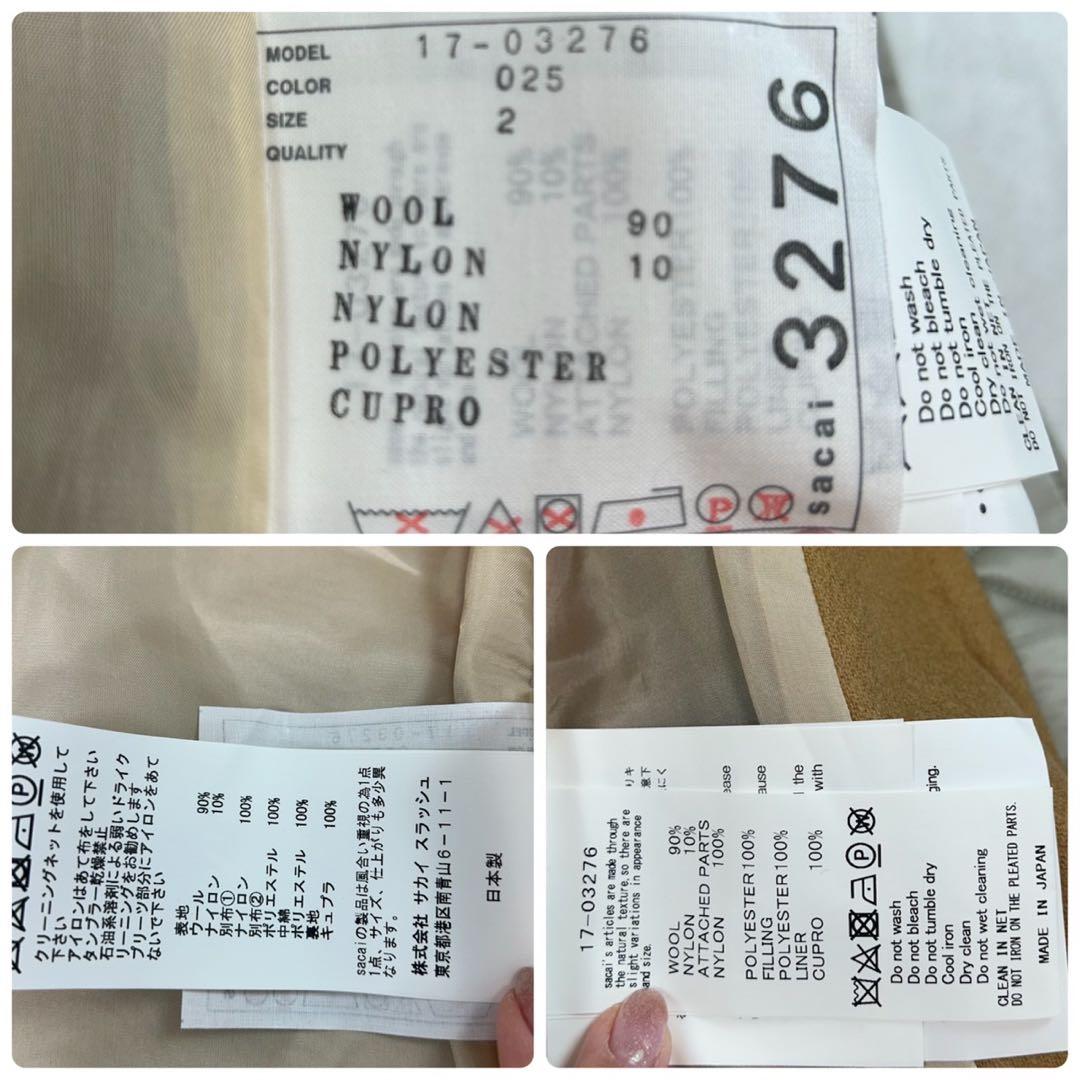 MODEL 17-03276
COLOR 025
SIZE 2
QUALITY
WOOL 90
NYLON 10
NYLON
POLYESTER
CUPRO
sacai 3276
P
W
Do not wash
Do not bleach
Do not tumble dry
Cool iron
Dry clean
クリーニングネットを使用して
下さい
アイロンはあて布をして下さい
タンブラー乾燥禁止
石油系溶剤による弱いドライク
リーニングをお勧めします
プリーツ部分にアイロンをあて
ないで下さい
表地
ウール 90%
ナイロン 10%
別布①
ナイロン 100%
別布②
ポリエステル 100%
中綿
ポリエステル 100%
裏地
キュプラ 100%
sacaiの製品は風合い重視の為1点
1点、サイズ、仕上がりも多少異
なります。
株式会社 サカイ スラッシュ
東京都港区南青山6-11-1
日本製
17-03276
sacai's articles are made through
the natural texture, so there are
slight variations in appearance
and size.
WOOL 90%
NYLON 10%
ATTACHED PARTS
NYLON 100%
POLYESTER100%
FILLING
POLYESTER100%
LINER
CUPRO 100%
Do not wash
Do not bleach
Do not tumble dry
Cool iron
Dry clean
Do not wet cleaning
CLEAN IN NET
DO NOT IRON ON THE PLEATED PARTS.
MADE IN JAPAN